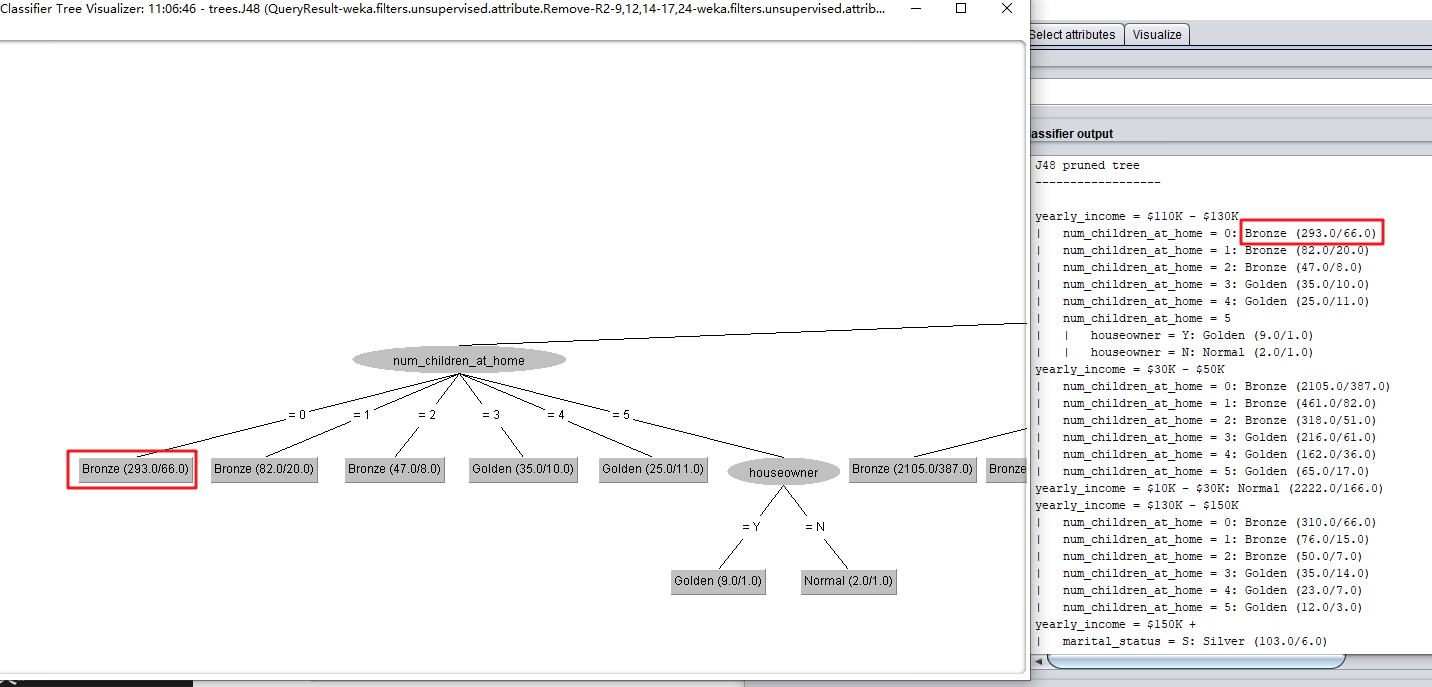 Classifier Tree Visualizer: 11:06:46 - trees.J48 (QueryResult-weka.filters.unsupervised.attribute.Remove-R2-9,12,14-17,24-weka.filters.unsupervised.attrib...
num_children_at_home
= 0
= 1
= 2
= 3
= 4
= 5
Bronze (293.0/66.0)
Bronze (82.0/20.0)
Bronze (47.0/8.0)
Golden (35.0/10.0)
Golden (25.0/11.0)
houseowner
Bronze (2105.0/387.0)
Bronze
= Y
= N
Golden (9.0/1.0)
Normal (2.0/1.0)
Select attributes
Visualize
assifier output
J48 pruned tree
------------------
yearly_income = $110K - $130K
|   num_children_at_home = 0: Bronze (293.0/66.0)
|   num_children_at_home = 1: Bronze (82.0/20.0)
|   num_children_at_home = 2: Bronze (47.0/8.0)
|   num_children_at_home = 3: Golden (35.0/10.0)
|   num_children_at_home = 4: Golden (25.0/11.0)
|   num_children_at_home = 5
|   |   houseowner = Y: Golden (9.0/1.0)
|   |   houseowner = N: Normal (2.0/1.0)
yearly_income = $30K - $50K
|   num_children_at_home = 0: Bronze (2105.0/387.0)
|   num_children_at_home = 1: Bronze (461.0/82.0)
|   num_children_at_home = 2: Bronze (318.0/51.0)
|   num_children_at_home = 3: Golden (216.0/61.0)
|   num_children_at_home = 4: Golden (162.0/36.0)
|   num_children_at_home = 5: Golden (65.0/17.0)
yearly_income = $10K - $30K: Normal (2222.0/166.0)
yearly_income = $130K - $150K
|   num_children_at_home = 0: Bronze (310.0/66.0)
|   num_children_at_home = 1: Bronze (76.0/15.0)
|   num_children_at_home = 2: Bronze (50.0/7.0)
|   num_children_at_home = 3: Golden (35.0/14.0)
|   num_children_at_home = 4: Golden (23.0/7.0)
|   num_children_at_home = 5: Golden (12.0/3.0)
yearly_income = $150K +
|   marital_status = S: Silver (103.0/6.0)